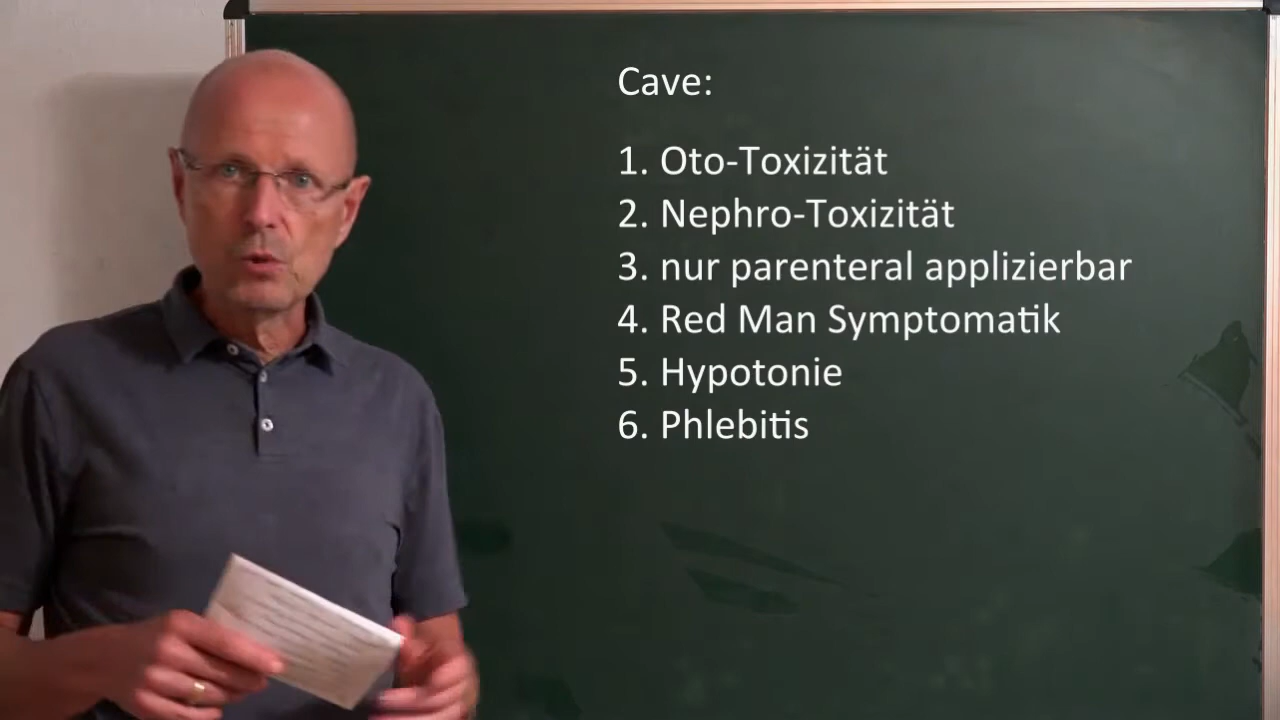 Cave:
1. Oto-Toxizität
2. Nephro-Toxizität
3. nur parenteral applizierbar
4. Red Man Symptomatik
5. Hypotonie
6. Phlebitis